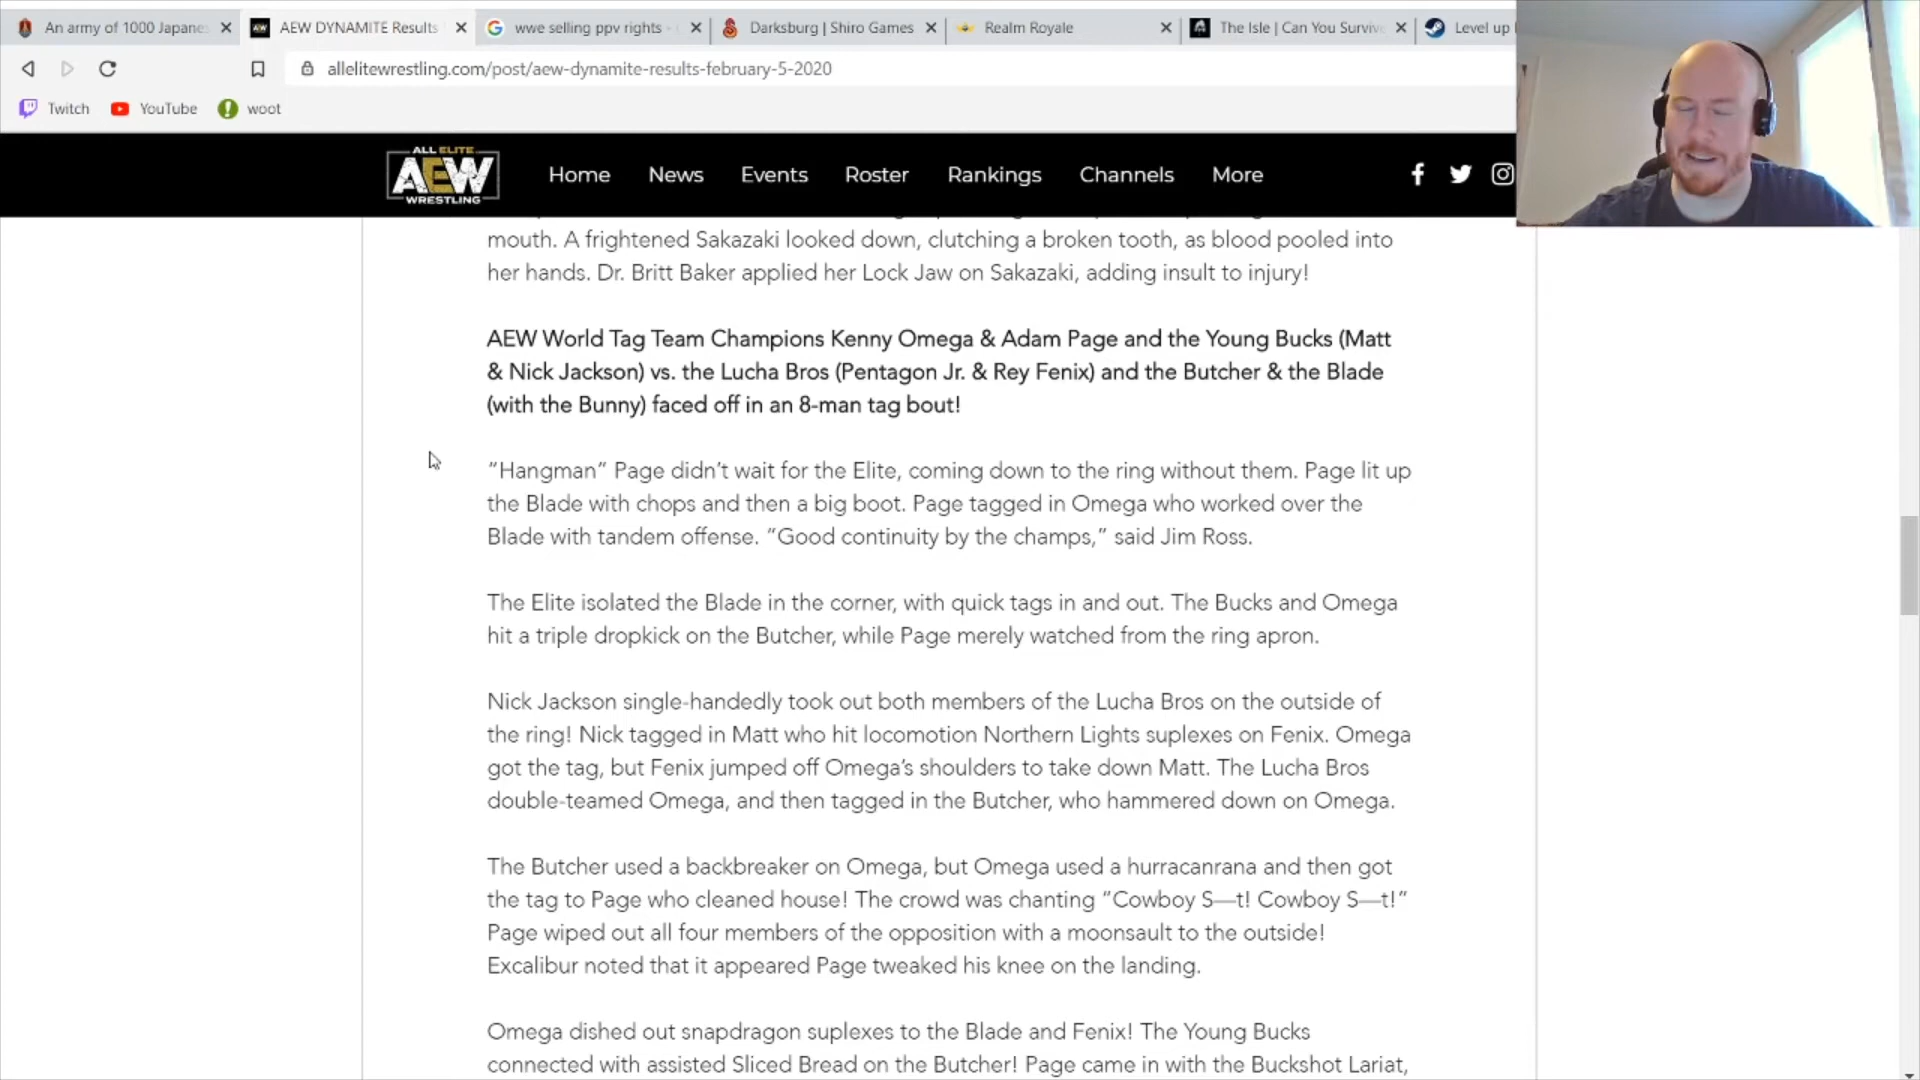 An army of 1000 Japane
AEW DYNAMITE Results
wwe selling ppv rights -
Darksburg | Shiro Games
Realm Royale
The Isle | Can You Surviv
Level up
allelitewrestling.com/post/aew-dynamite-results-february-5-2020
Twitch YouTube woot
ALL ELITE
AEW
WRESTLING
Home News Events Roster Rankings Channels More
mouth. A frightened Sakazaki looked down, clutching a broken tooth, as blood pooled into
her hands. Dr. Britt Baker applied her Lock Jaw on Sakazaki, adding insult to injury!
AEW World Tag Team Champions Kenny Omega & Adam Page and the Young Bucks (Matt
& Nick Jackson) vs. the Lucha Bros (Pentagon Jr. & Rey Fenix) and the Butcher & the Blade
(with the Bunny) faced off in an 8-man tag bout!
“Hangman” Page didn’t wait for the Elite, coming down to the ring without them. Page lit up
the Blade with chops and then a big boot. Page tagged in Omega who worked over the
Blade with tandem offense. “Good continuity by the champs,” said Jim Ross.
The Elite isolated the Blade in the corner, with quick tags in and out. The Bucks and Omega
hit a triple dropkick on the Butcher, while Page merely watched from the ring apron.
Nick Jackson single-handedly took out both members of the Lucha Bros on the outside of
the ring! Nick tagged in Matt who hit locomotion Northern Lights suplexes on Fenix. Omega
got the tag, but Fenix jumped off Omega’s shoulders to take down Matt. The Lucha Bros
double-teamed Omega, and then tagged in the Butcher, who hammered down on Omega.
The Butcher used a backbreaker on Omega, but Omega used a hurracanrana and then got
the tag to Page who cleaned house! The crowd was chanting “Cowboy S—t! Cowboy S—t!”
Page wiped out all four members of the opposition with a moonsault to the outside!
Excalibur noted that it appeared Page tweaked his knee on the landing.
Omega dished out snapdragon suplexes to the Blade and Fenix! The Young Bucks
connected with assisted Sliced Bread on the Butcher! Page came in with the Buckshot Lariat,